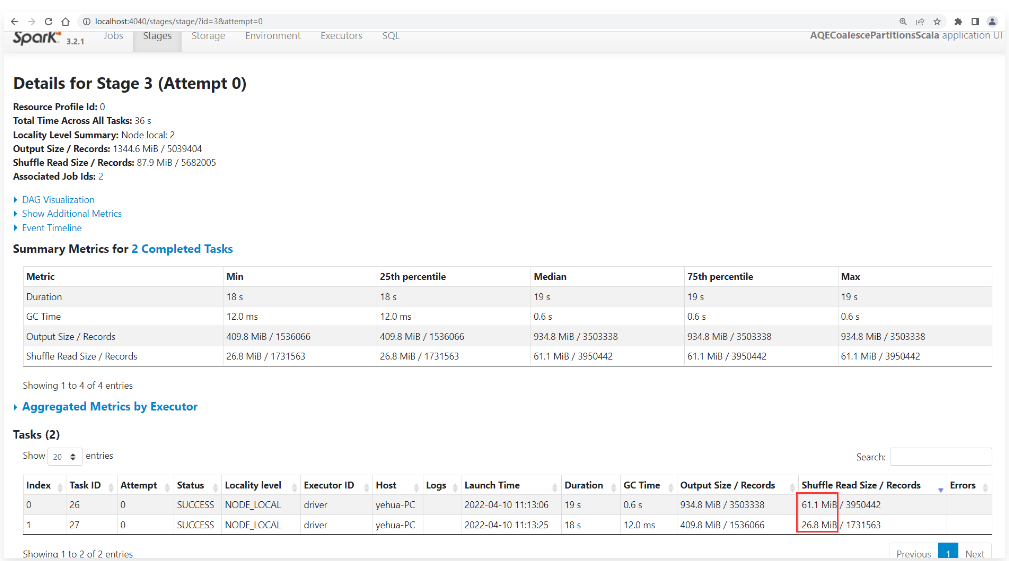 localhost:4040/stages/stage/?id=3&attempt=0
Spark 3.2.1 Jobs Stages Storage Environment Executors SQL AQECoalescePartitionsScala application UI
Details for Stage 3 (Attempt 0)
Resource Profile Id: 0
Total Time Across All Tasks: 36 s
Locality Level Summary: Node local: 2
Output Size / Records: 1344.6 MiB / 5039404
Shuffle Read Size / Records: 87.9 MiB / 5682005
Associated Job Ids: 2
DAG Visualization
Show Additional Metrics
Event Timeline
Summary Metrics for 2 Completed Tasks
Metric Min 25th percentile Median 75th percentile Max
Duration 18 s 18 s 19 s 19 s 19 s
GC Time 12.0 ms 12.0 ms 0.6 s 0.6 s 0.6 s
Output Size / Records 409.8 MiB / 1536066 409.8 MiB / 1536066 934.8 MiB / 3503338 934.8 MiB / 3503338 934.8 MiB / 3503338
Shuffle Read Size / Records 26.8 MiB / 1731563 26.8 MiB / 1731563 61.1 MiB / 3950442 61.1 MiB / 3950442 61.1 MiB / 3950442
Showing 1 to 4 of 4 entries
Aggregated Metrics by Executor
Tasks (2)
Show 20 entries Search:
Index Task ID Attempt Status Locality level Executor ID Host Logs Launch Time Duration GC Time Output Size / Records Shuffle Read Size / Records Errors
0 26 0 SUCCESS NODE_LOCAL driver yehua-PC 2022-04-10 11:13:06 19 s 0.6 s 934.8 MiB / 3503338 61.1 MiB / 3950442
1 27 0 SUCCESS NODE_LOCAL driver yehua-PC 2022-04-10 11:13:25 18 s 12.0 ms 409.8 MiB / 1536066 26.8 MiB / 1731563
Showing 1 to 2 of 2 entries Previous 1 Next